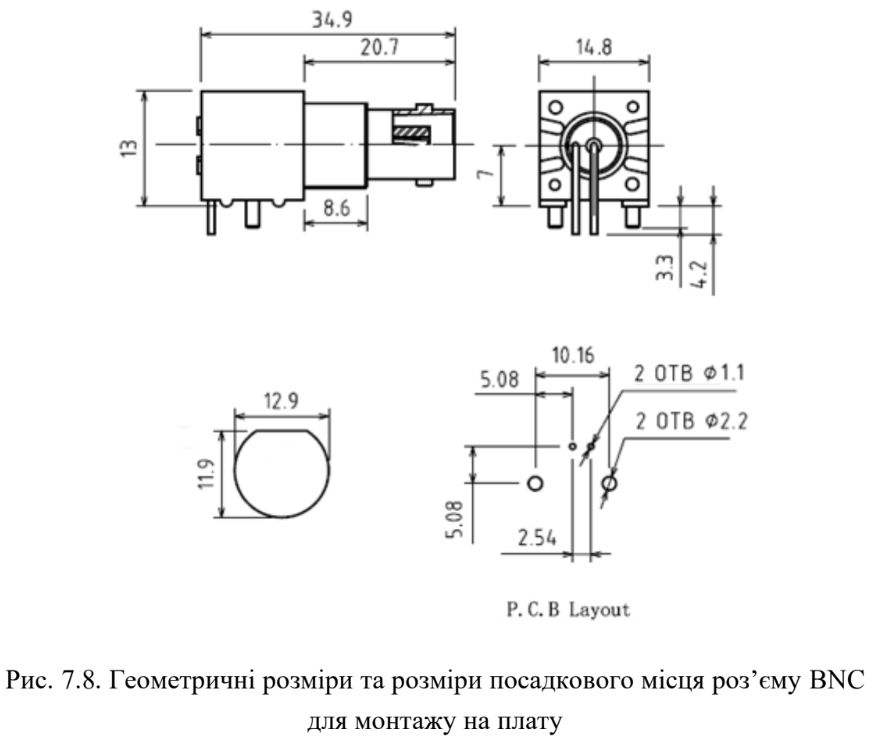 34.9
20.7
14.8
13
7
8.6
3.3
4.2
12.9
11.9
10.16
5.08
2 ОТВ ⌀1.1
2 ОТВ ⌀2.2
5.08
2.54
P.C.B Layout
Рис. 7.8. Геометричні розміри та розміри посадкового місця роз’єму BNC
для монтажу на плату